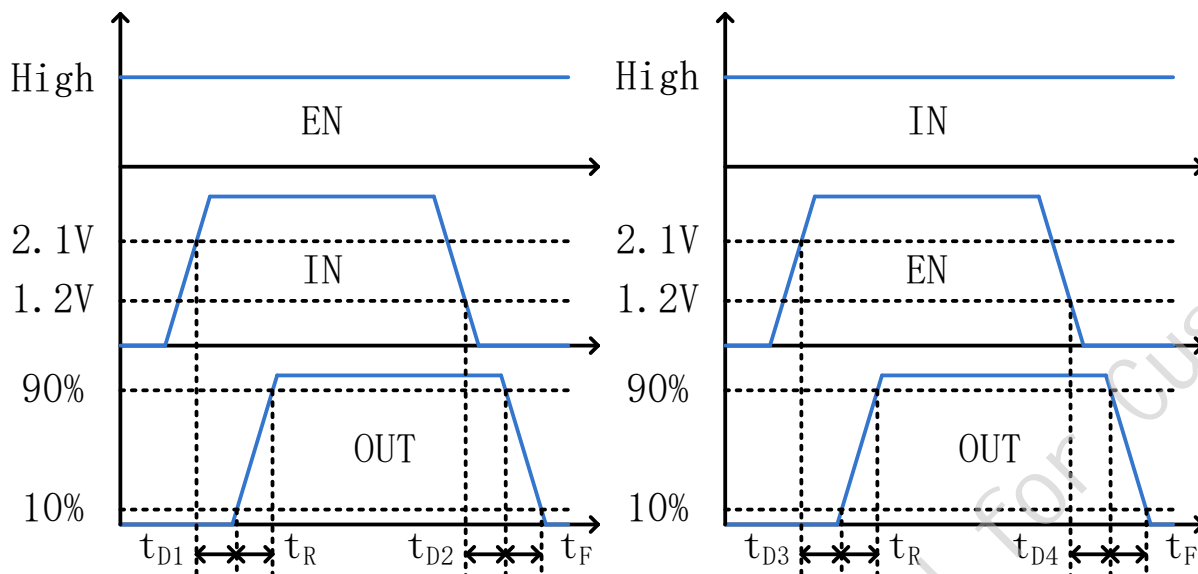 High
EN
2.1V
IN
1.2V
90%
OUT
10%
tD1 tR tD2 tF
High
IN
2.1V
EN
1.2V
90%
OUT
10%
tD3 tR tD4 tF
for